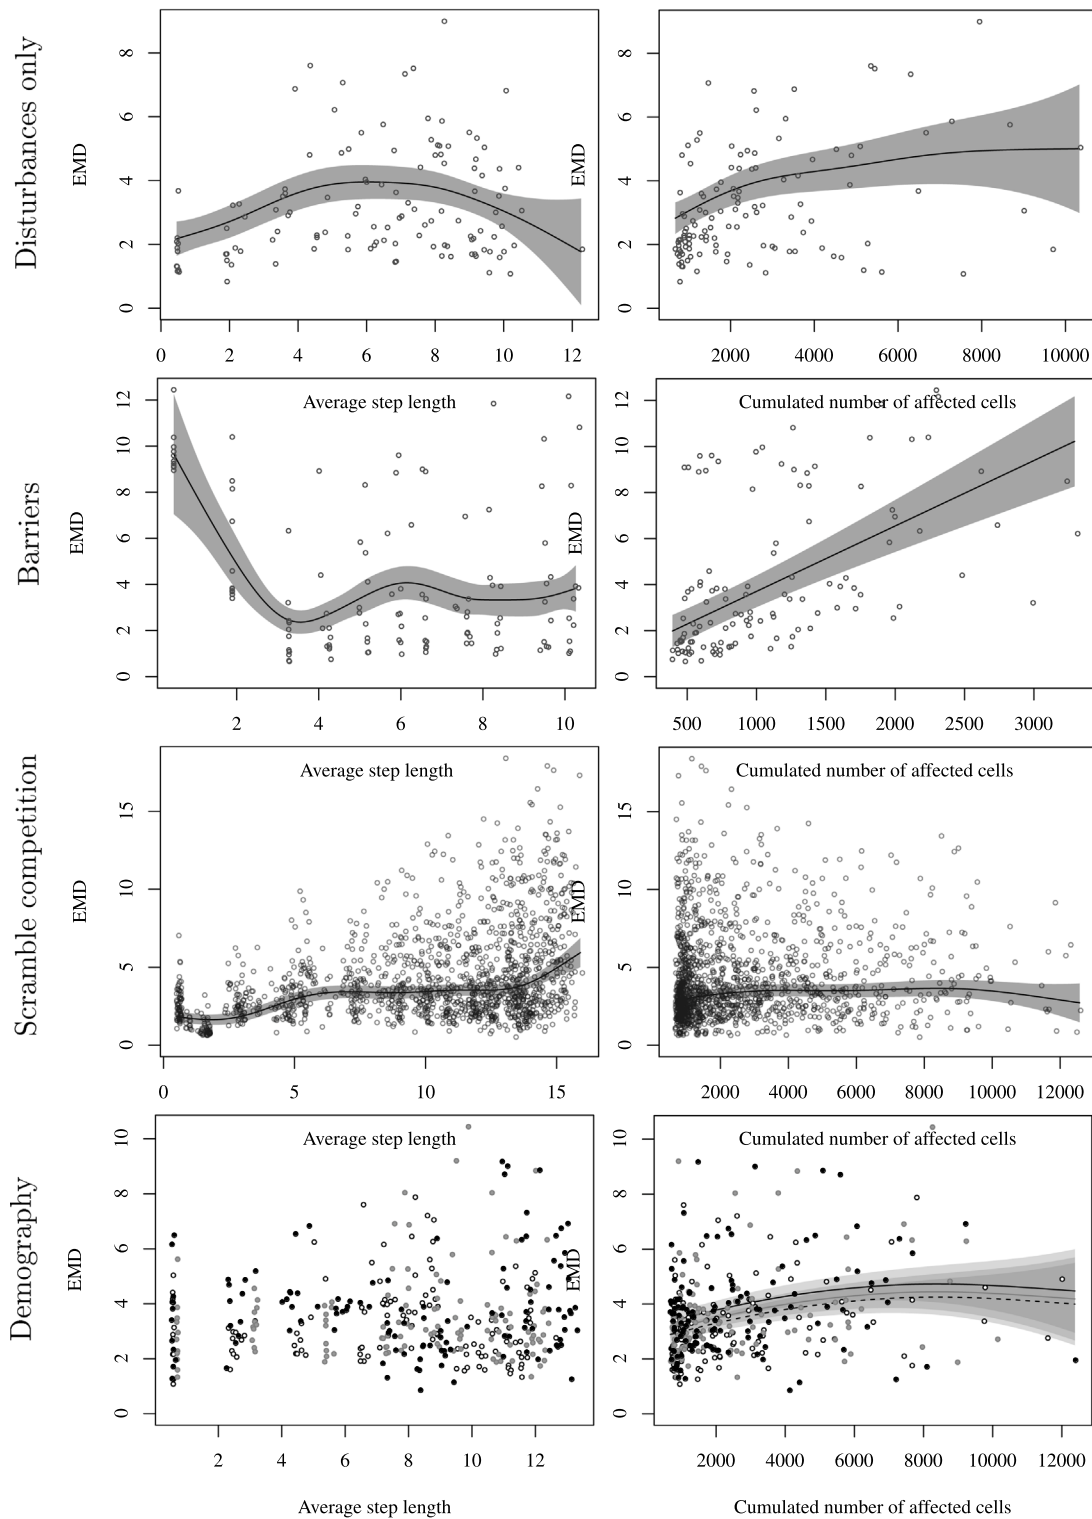 Disturbances only
EMD
0 2 4 6 8
0 2 4 6 8 10 12
Average step length
EMD
0 2 4 6 8
2000 4000 6000 8000 10000
Cumulated number of affected cells
Barriers
EMD
0 2 4 6 8 10 12
2 4 6 8 10
Average step length
EMD
0 2 4 6 8 10 12
500 1000 1500 2000 2500 3000
Cumulated number of affected cells
Scramble competition
EMD
0 5 10 15
0 5 10 15
Average step length
EMD
0 5 10 15
2000 4000 6000 8000 10000 12000
Cumulated number of affected cells
Demography
EMD
0 2 4 6 8 10
2 4 6 8 10 12
Average step length
EMD
0 2 4 6 8 10
2000 4000 6000 8000 10000 12000
Cumulated number of affected cells